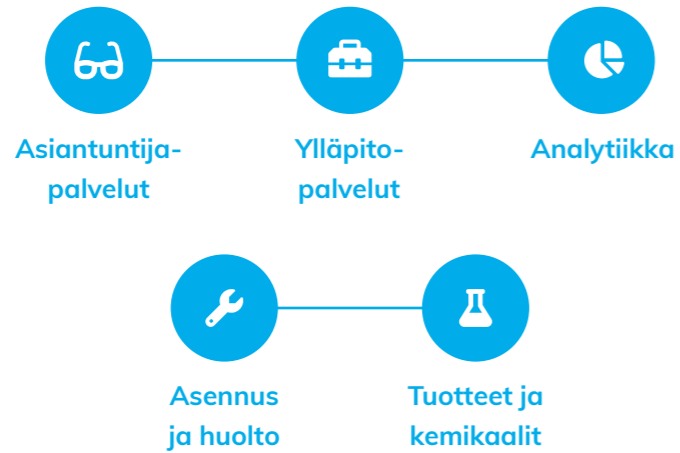 Asiantuntija-
palvelut
Ylläpito-
palvelut
Analytiikka
Asennus
ja huolto
Tuotteet ja
kemikaalit